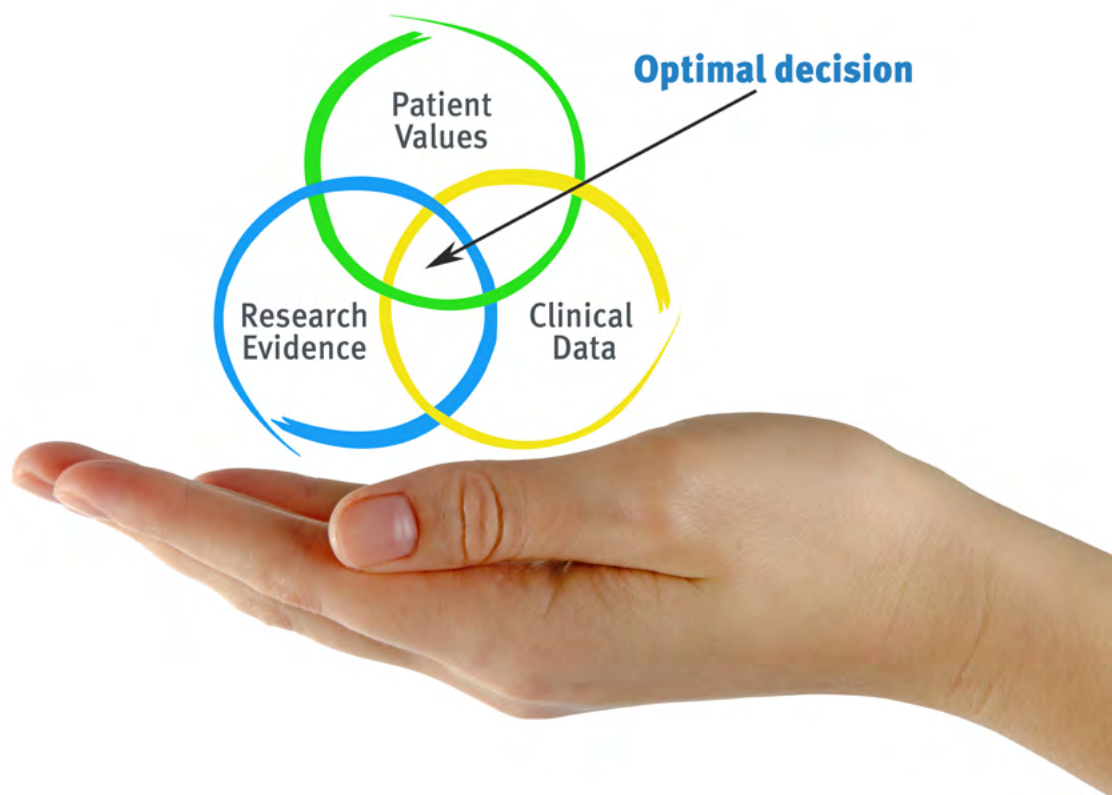 Optimal decision
Patient
Values
Research
Evidence
Clinical
Data